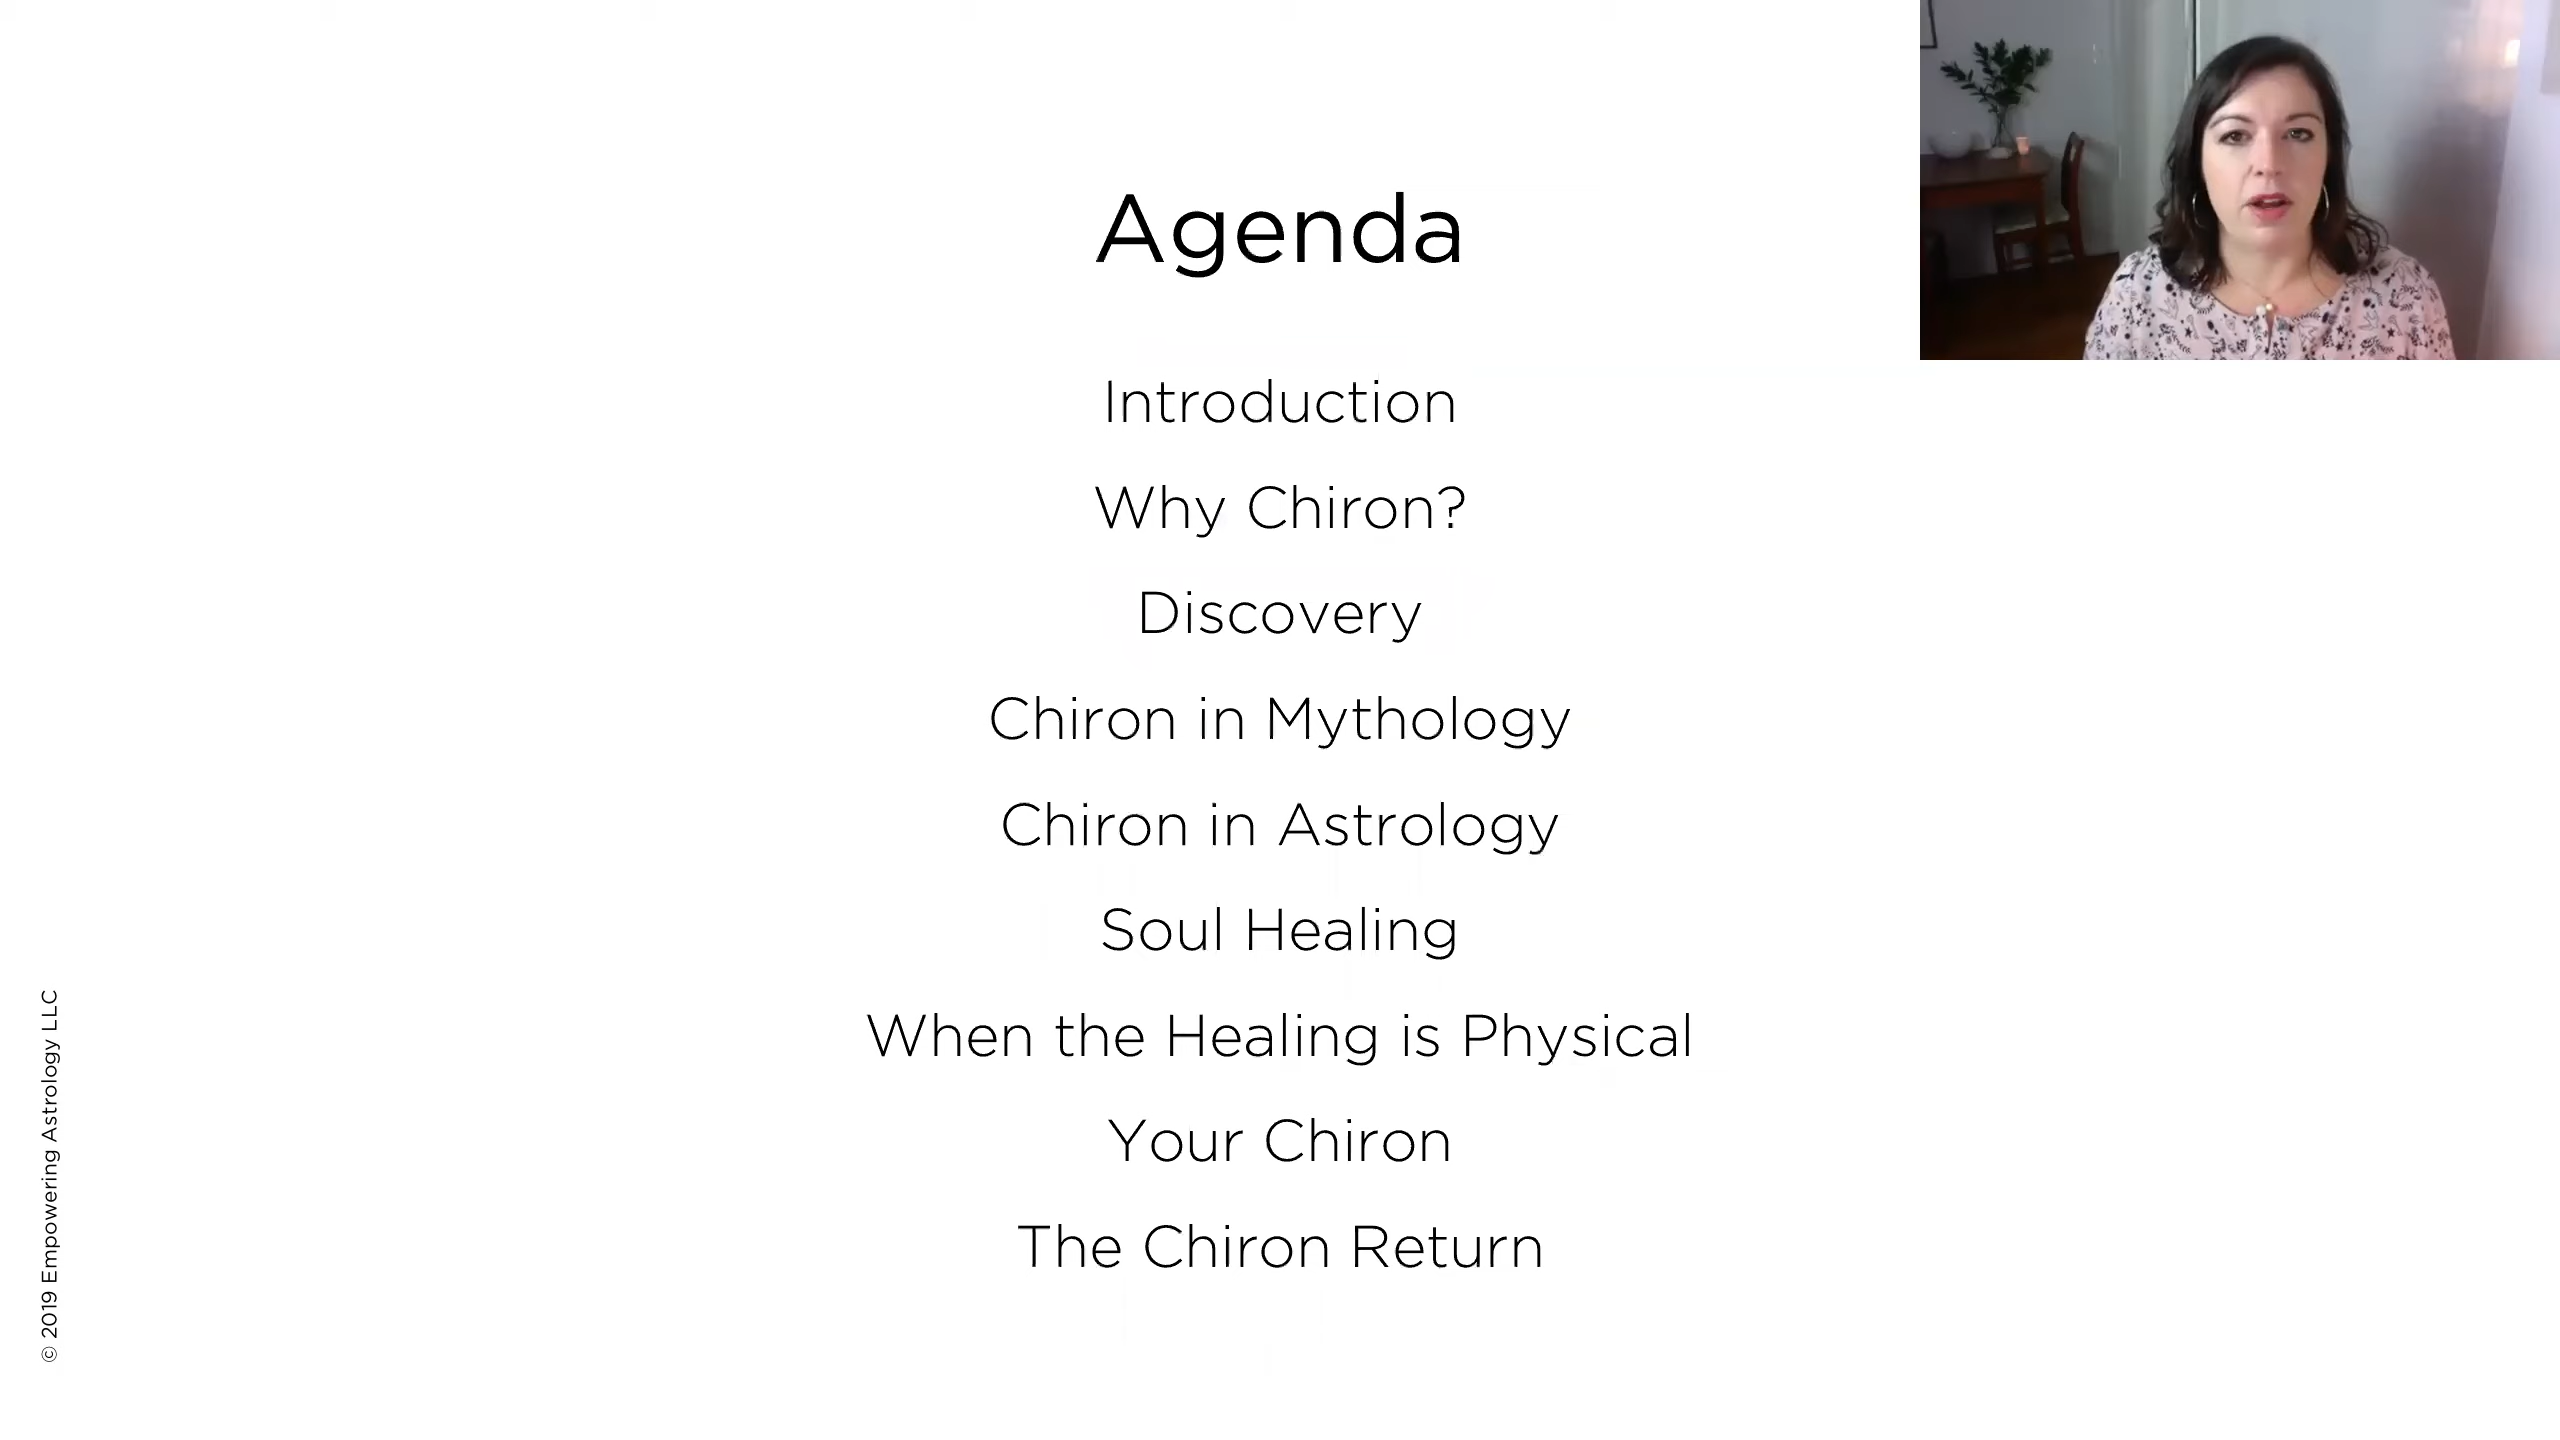 Agenda
Introduction
Why Chiron?
Discovery
Chiron in Mythology
Chiron in Astrology
Soul Healing
When the Healing is Physical
Your Chiron
The Chiron Return
© 2019 Empowering Astrology LLC